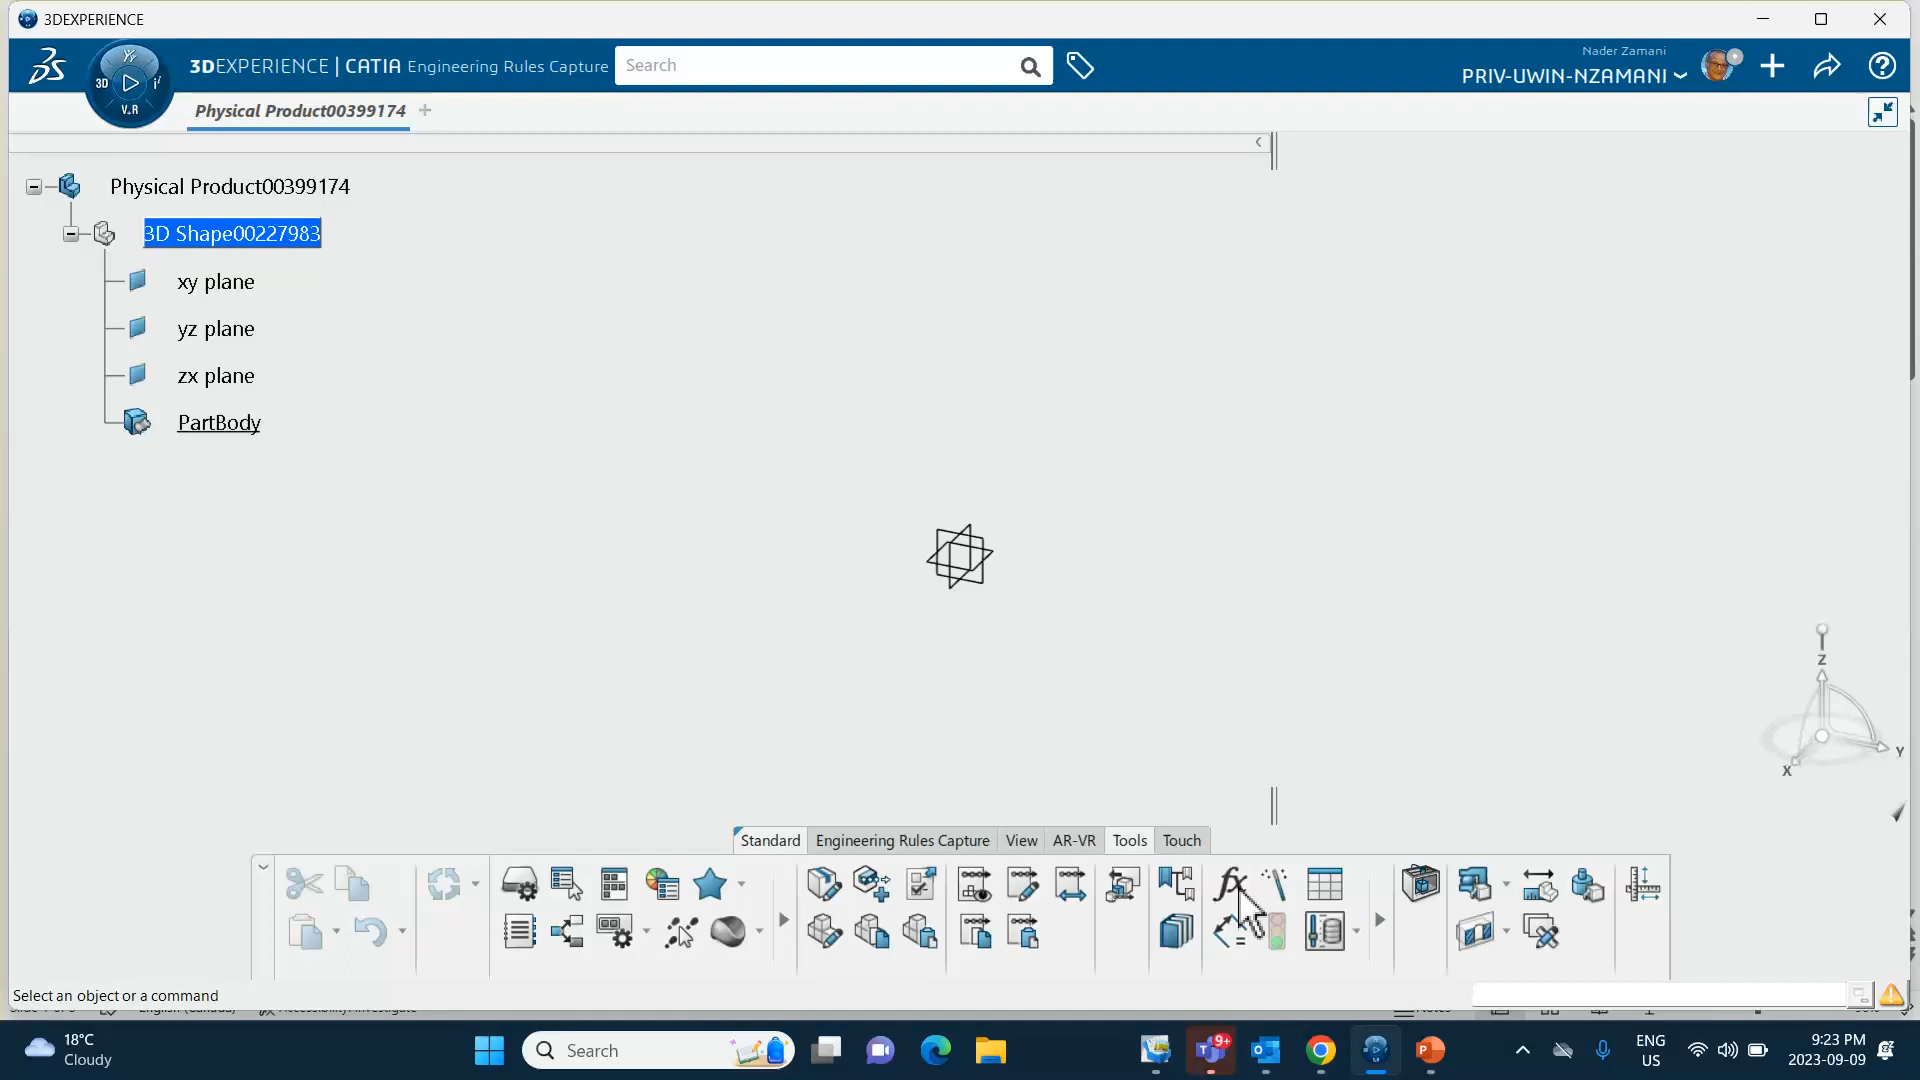 3DEXPERIENCE
3DEXPERIENCE | CATIA Engineering Rules Capture
Search
Nader Zamani
PRIV-UWIN-NZAMANI
3D
V.R
Physical Product00399174
Physical Product00399174
3D Shape00227983
xy plane
yz plane
zx plane
PartBody
Z
Y
X
Standard
Engineering Rules Capture
View
AR-VR
Tools
Touch
fx
Select an object or a command
18°C
Cloudy
Search
9+
ENG
US
9:23 PM
2023-09-09